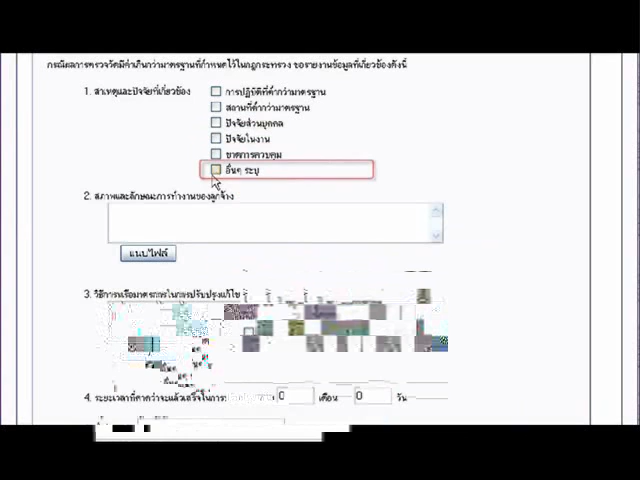 กรณีผลการตรวจวัดมีค่าเกินกว่ามาตรฐานที่กำหนดไว้ในกฎกระทรวง ขอรายงานข้อมูลที่เกี่ยวข้องดังนี้
1. สาเหตุและปัจจัยที่เกี่ยวข้อง
การปฏิบัติที่ต่ำกว่ามาตรฐาน
สถานที่ต่ำกว่ามาตรฐาน
ปัจจัยส่วนบุคคล
ปัจจัยในงาน
ขาดการควบคุม
อื่นๆ ระบุ
2. สภาพและลักษณะการทำงานของลูกจ้าง
แนบไฟล์
3. วิธีการหรือมาตรการในการปรับปรุงแก้ไข
4. ระยะเวลาที่คาดว่าจะแล้วเสร็จในการ 0 เดือน 0 วัน